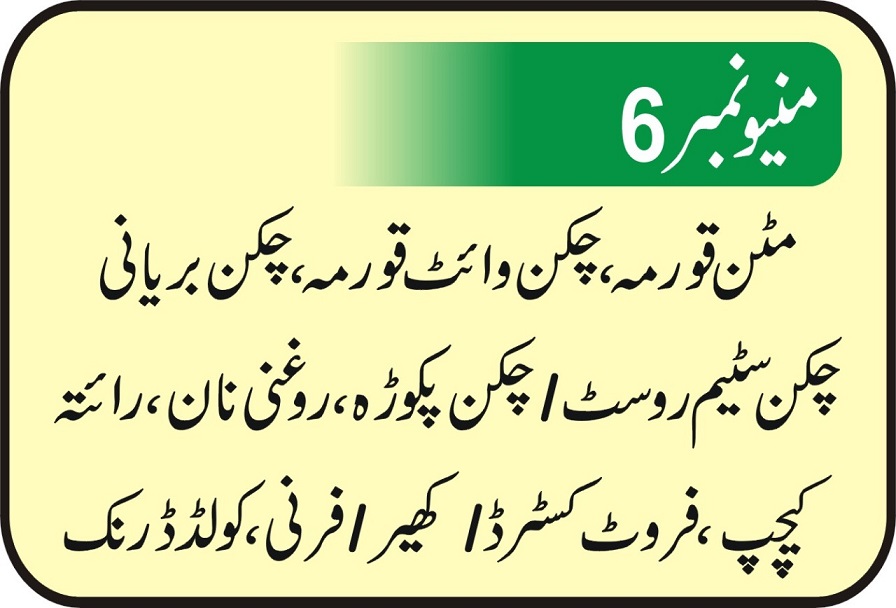 منیو نمبر 6
مٹن قورمہ، چکن وائٹ قورمہ، چکن بریانی
چکن سٹیم روسٹ / چکن پکوڑہ، روغنی نان، رائتہ
کیچپ، فروٹ کسٹرڈ / کھیر / فرنی، کولڈ ڈرنک